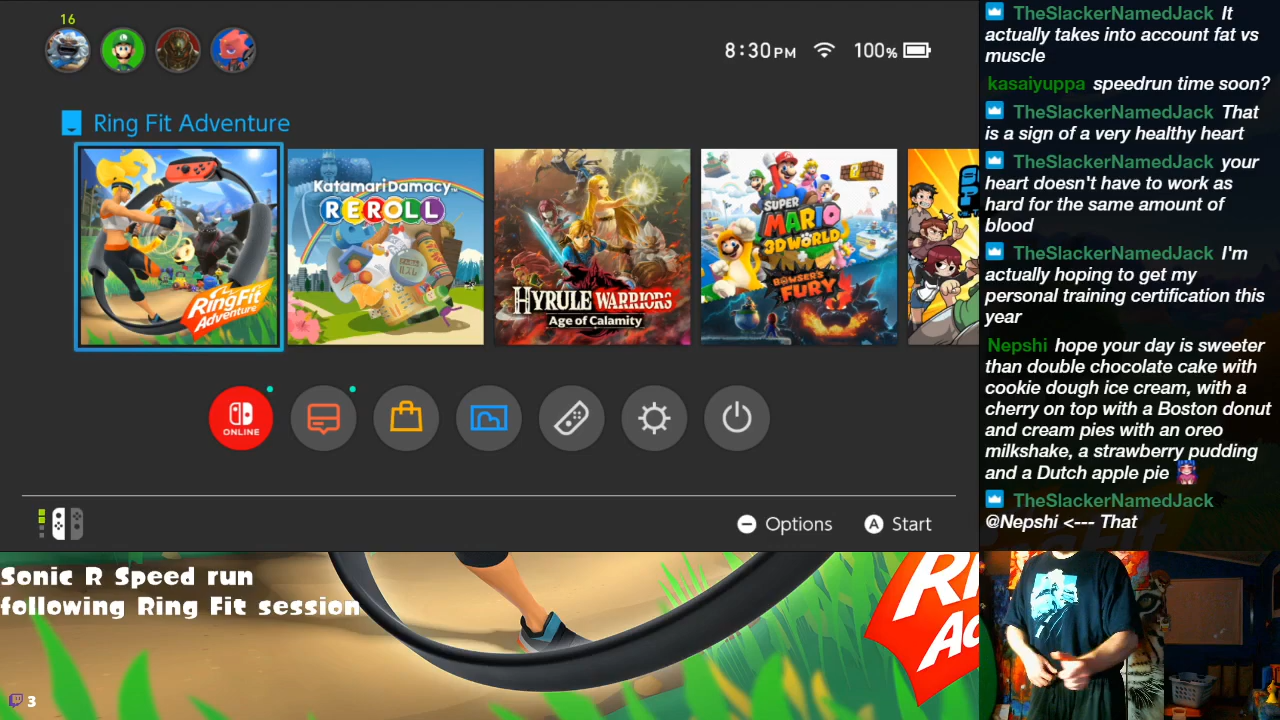 16
8:30 PM
100%
Ring Fit Adventure
RingFit
Adventure
Katamari Damacy™
REROLL
HYRULE WARRIORS
Age of Calamity
SUPER
MARIO
3D WORLD
BOWSER'S
FURY
ONLINE
Options
A Start
Sonic R Speed run
following Ring Fit session
3
TheSlackerNamedJack It
actually takes into account fat vs
muscle
kasaiyuppa speedrun time soon?
TheSlackerNamedJack That
is a sign of a very healthy heart
TheSlackerNamedJack your
heart doesn't have to work as
hard for the same amount of
blood
TheSlackerNamedJack I'm
actually hoping to get my
personal training certification this
year
Nepshi hope your day is sweeter
than double chocolate cake with
cookie dough ice cream, with a
cherry on top with a Boston donut
and cream pies with an oreo
milkshake, a strawberry pudding
and a Dutch apple pie
TheSlackerNamedJack
@Nepshi <--- That